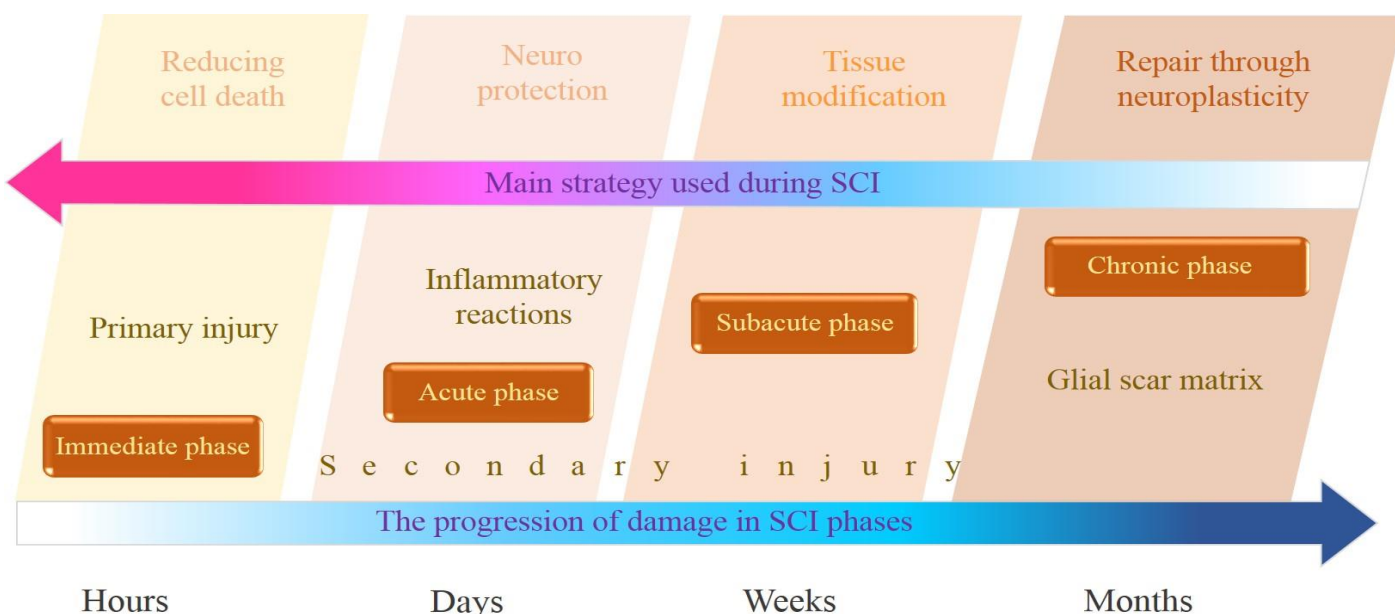 Reducing
cell death
Neuro
protection
Tissue
modification
Repair through
neuroplasticity
Main strategy used during SCI
Primary injury
Immediate phase
Inflammatory
reactions
Acute phase
Subacute phase
Chronic phase
Glial scar matrix
Secondary injury
The progression of damage in SCI phases
Hours
Days
Weeks
Months